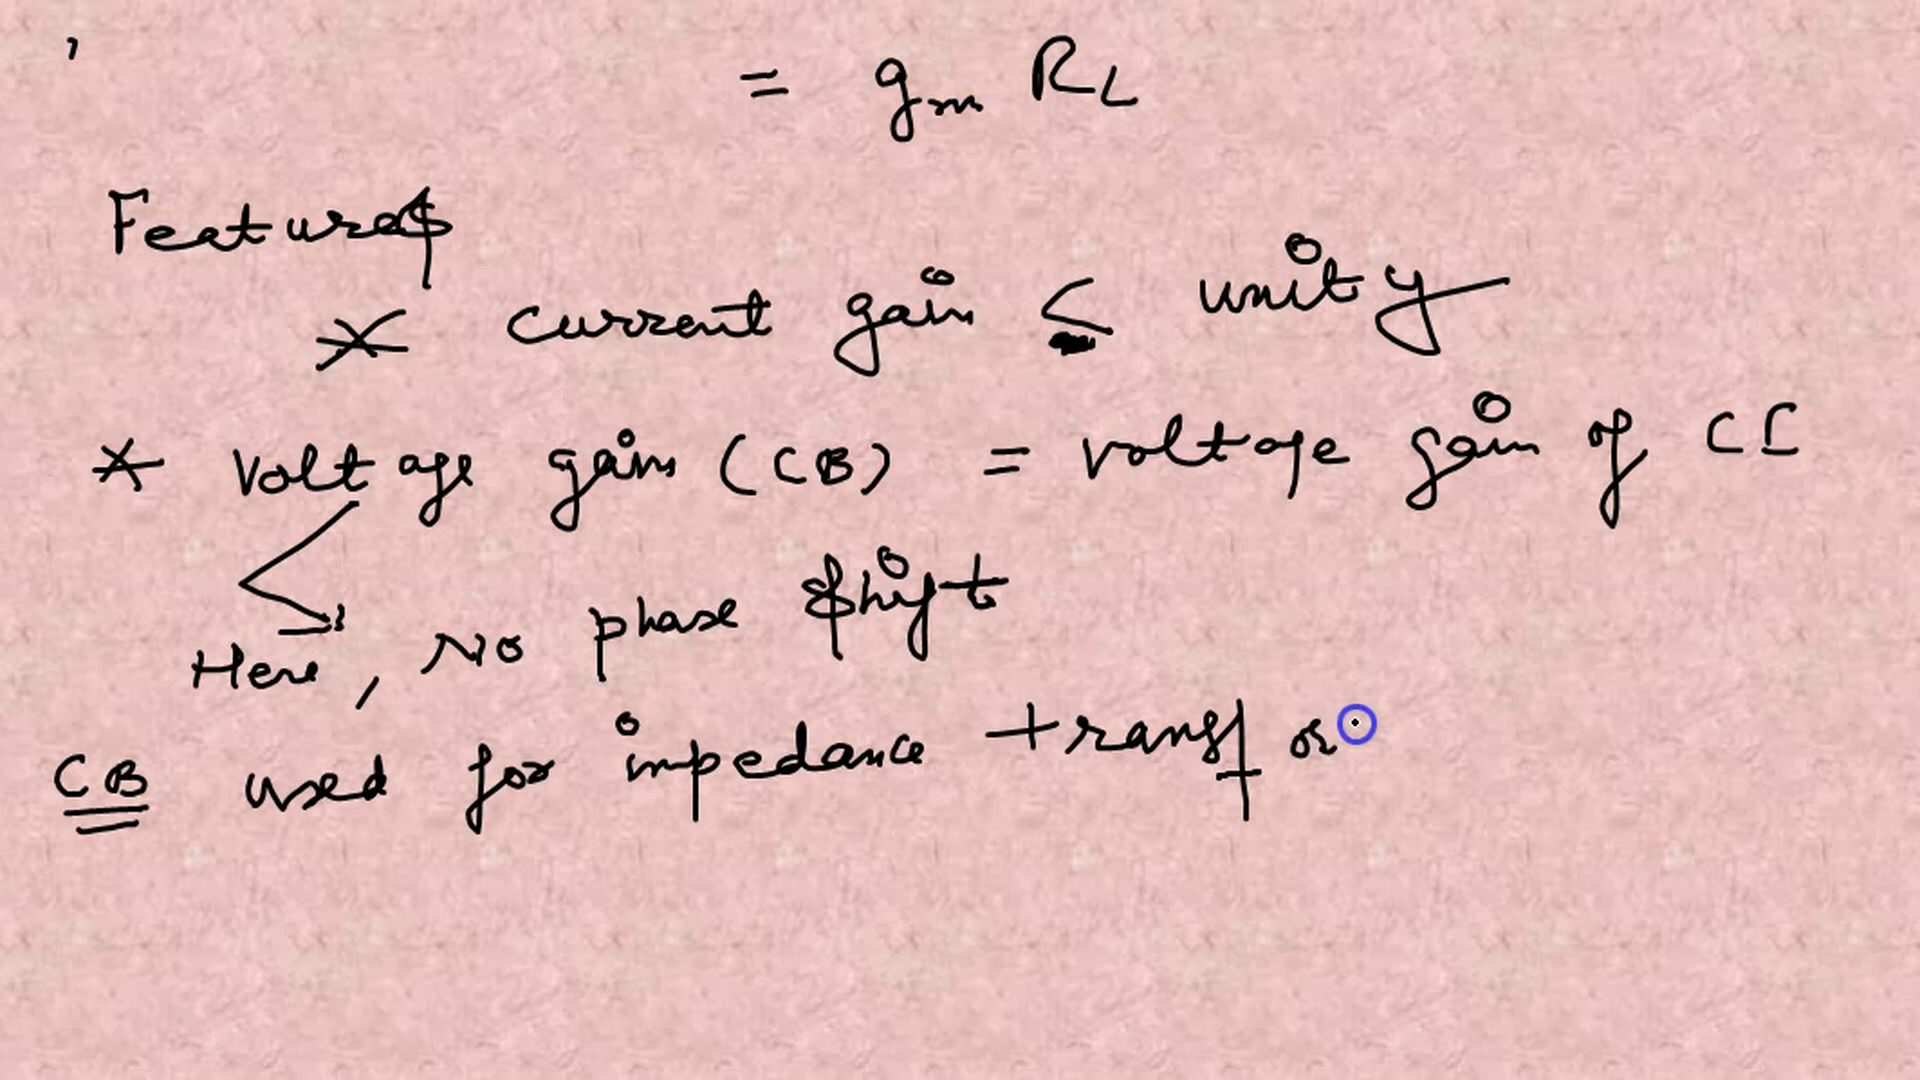 = gm RL
Features
* current gain ≤ unity
* Voltage gain (CB) = voltage gain of CE
Here, No phase shift
CB used for impedance transfor